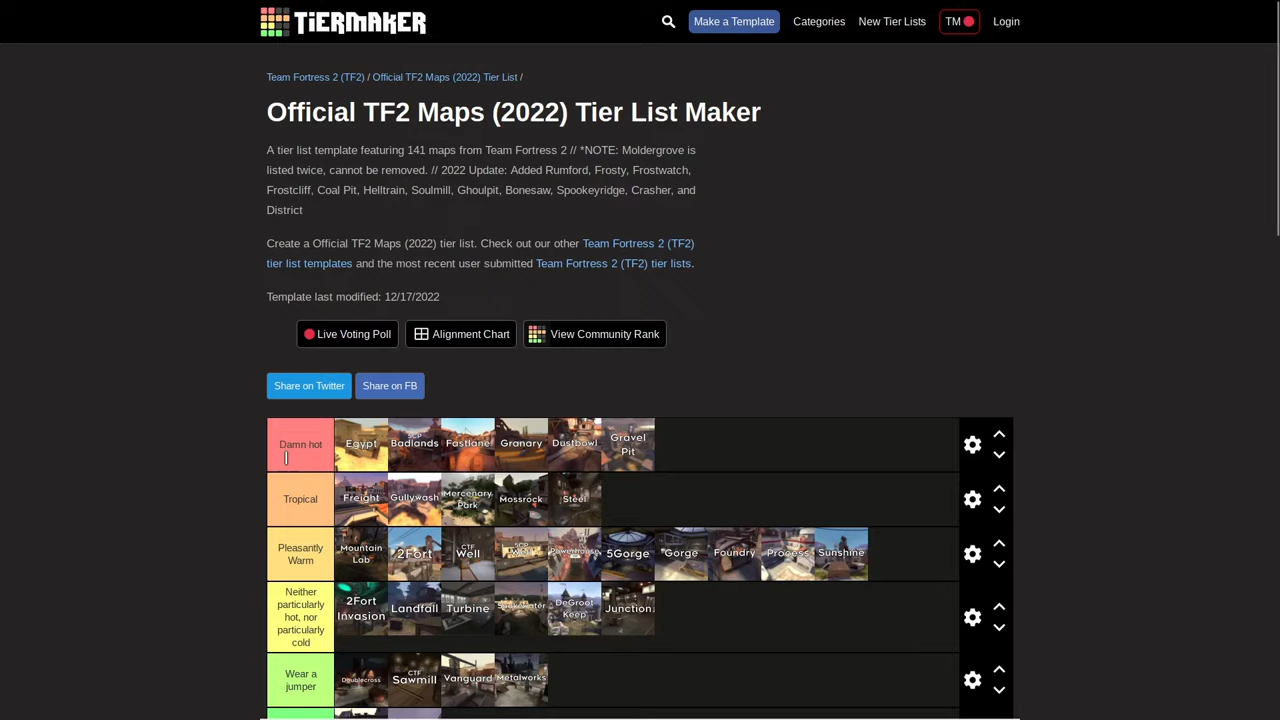 TiERMAKER
Make a Template
Categories
New Tier Lists
TM
Login
Team Fortress 2 (TF2) / Official TF2 Maps (2022) Tier List /
Official TF2 Maps (2022) Tier List Maker
A tier list template featuring 141 maps from Team Fortress 2 // *NOTE: Moldergrove is
listed twice, cannot be removed. // 2022 Update: Added Rumford, Frosty, Frostwatch,
Frostcliff, Coal Pit, Helltrain, Soulmill, Ghoulpit, Bonesaw, Spookeyridge, Crasher, and
District
Create a Official TF2 Maps (2022) tier list. Check out our other Team Fortress 2 (TF2)
tier list templates and the most recent user submitted Team Fortress 2 (TF2) tier lists.
Template last modified: 12/17/2022
Live Voting Poll
Alignment Chart
View Community Rank
Share on Twitter
Share on FB
Damn hot
Egypt
5CP
Badlands
Fastlane
Granary
Dustbowl
Gravel
Pit
Tropical
Freight
Gullywash
Mercenary
Park
Mossrock
Steel
Pleasantly
Warm
Mountain
Lab
2Fort
CTF
Well
5CP
Powerhouse
5Gorge
Gorge
Foundry
Process
Sunshine
Neither
particularly
hot, nor
particularly
cold
2Fort
Invasion
Landfall
Turbine
Snakewater
DeGroot
Keep
Junction
Wear a
jumper
Doublecross
CTF
Sawmill
Vanguard
Metalworks